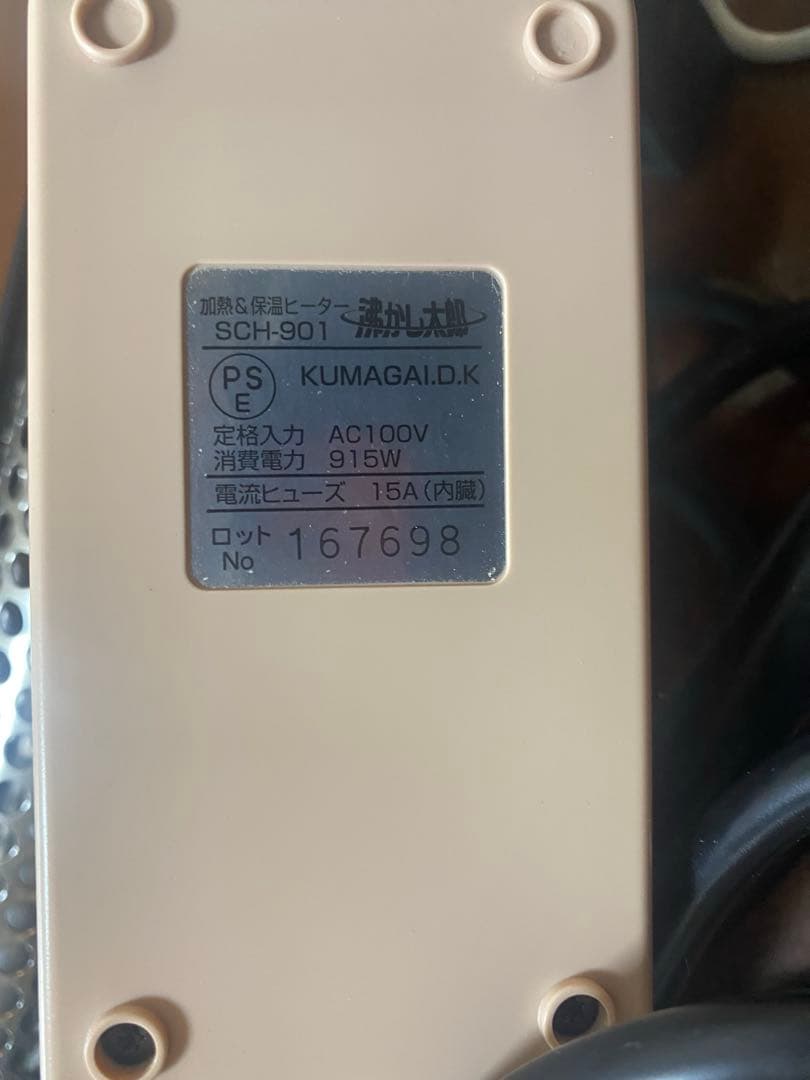 加熱&保温ヒーター 沸かし太郎
SCH-901
PS
E
KUMAGAI.D.K
定格入力 AC100V
消費電力 915W
電流ヒューズ 15A(内臓)
ロット
No 167698